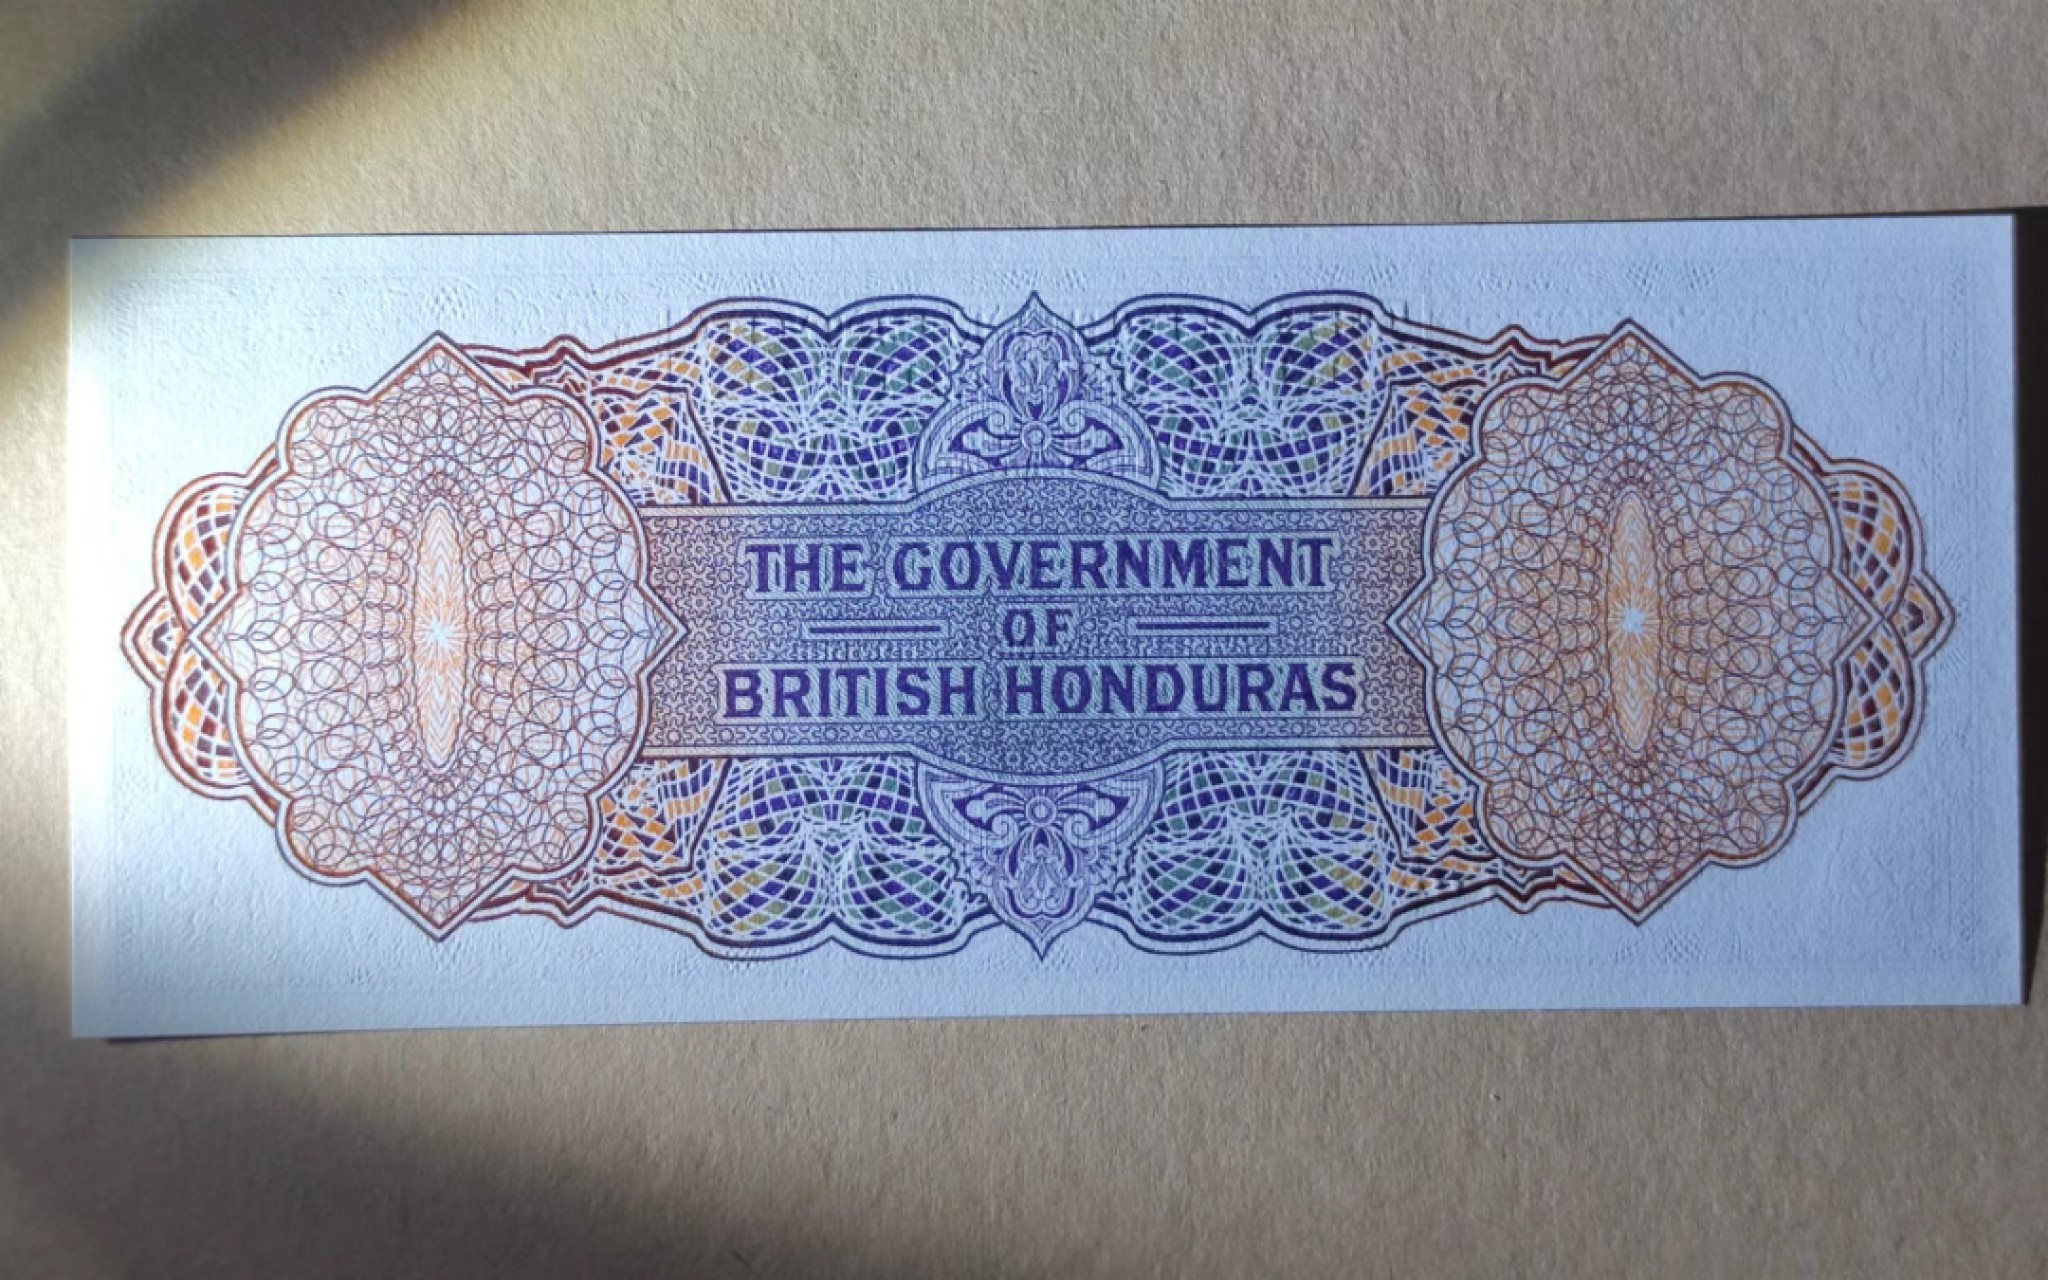 THE GOVERNMENT
OF
BRITISH HONDURAS